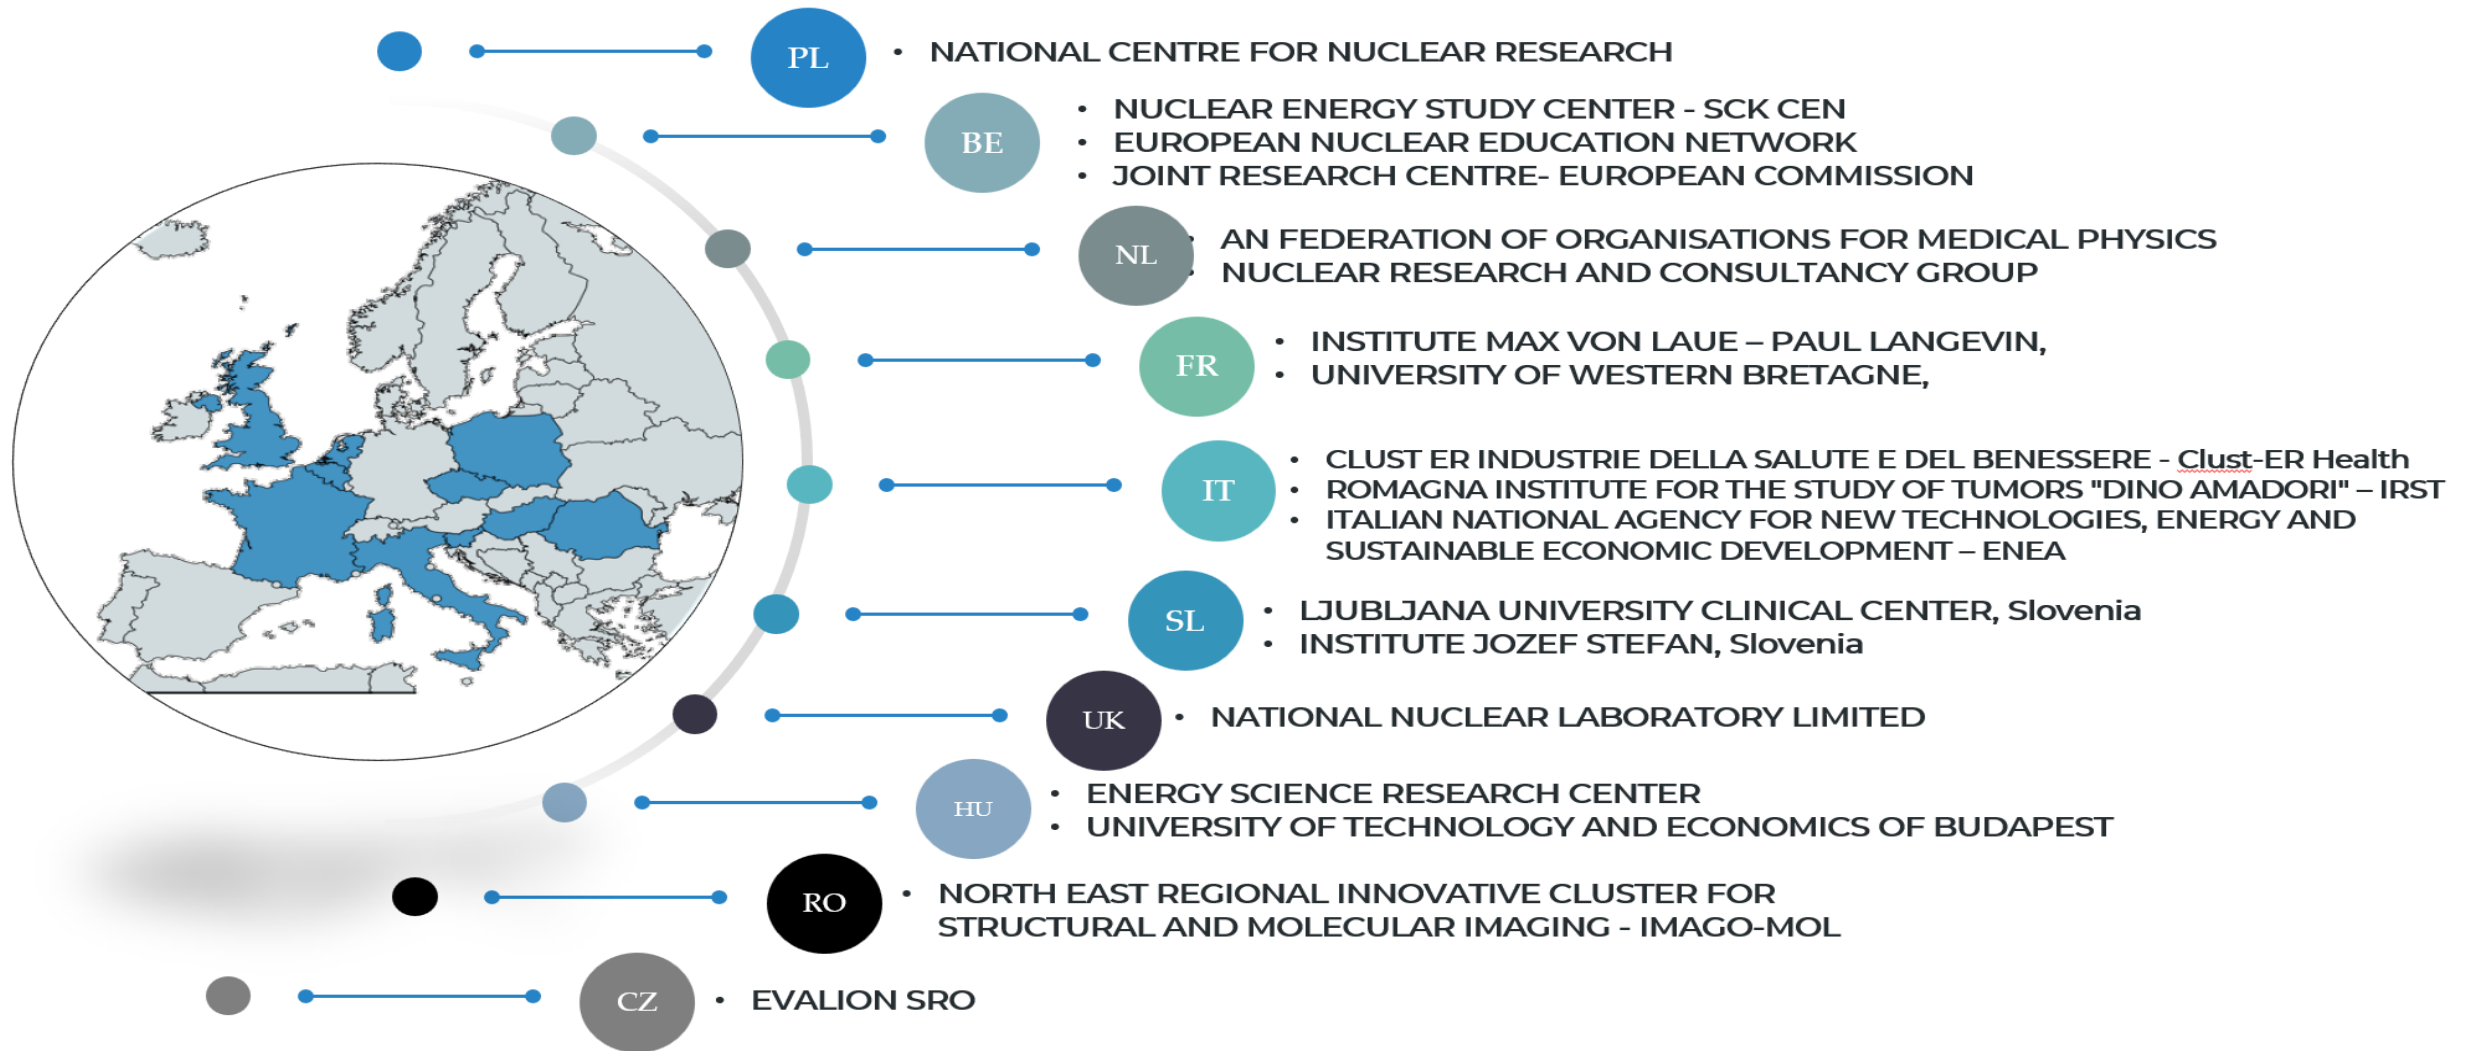 PL
• NATIONAL CENTRE FOR NUCLEAR RESEARCH
BE
• NUCLEAR ENERGY STUDY CENTER - SCK CEN
• EUROPEAN NUCLEAR EDUCATION NETWORK
• JOINT RESEARCH CENTRE- EUROPEAN COMMISSION
NL
• AN FEDERATION OF ORGANISATIONS FOR MEDICAL PHYSICS
• NUCLEAR RESEARCH AND CONSULTANCY GROUP
FR
• INSTITUTE MAX VON LAUE – PAUL LANGEVIN,
• UNIVERSITY OF WESTERN BRETAGNE,
IT
• CLUST ER INDUSTRIE DELLA SALUTE E DEL BENESSERE - Clust-ER Health
• ROMAGNA INSTITUTE FOR THE STUDY OF TUMORS "DINO AMADORI" – IRST
• ITALIAN NATIONAL AGENCY FOR NEW TECHNOLOGIES, ENERGY AND
SUSTAINABLE ECONOMIC DEVELOPMENT – ENEA
SL
• LJUBLJANA UNIVERSITY CLINICAL CENTER, Slovenia
• INSTITUTE JOZEF STEFAN, Slovenia
UK
• NATIONAL NUCLEAR LABORATORY LIMITED
HU
• ENERGY SCIENCE RESEARCH CENTER
• UNIVERSITY OF TECHNOLOGY AND ECONOMICS OF BUDAPEST
RO
• NORTH EAST REGIONAL INNOVATIVE CLUSTER FOR
STRUCTURAL AND MOLECULAR IMAGING - IMAGO-MOL
CZ
• EVALION SRO